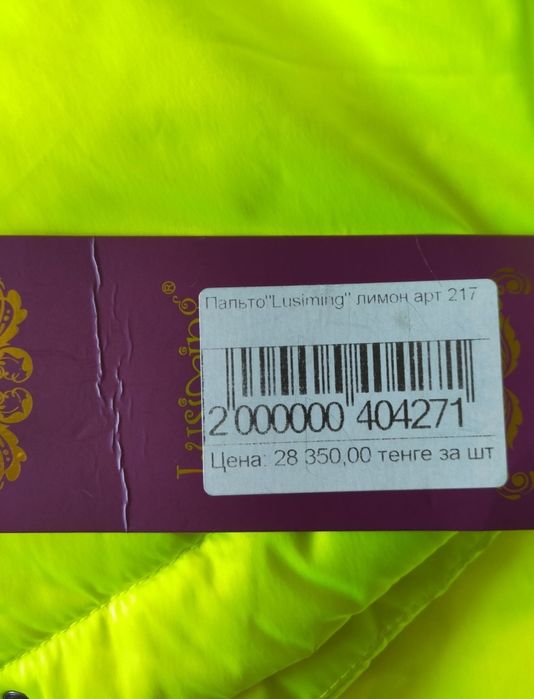 Пальто"Lusiming" лимон арт 217
2 000000 404271
Цена: 28 350,00 тенге за шт